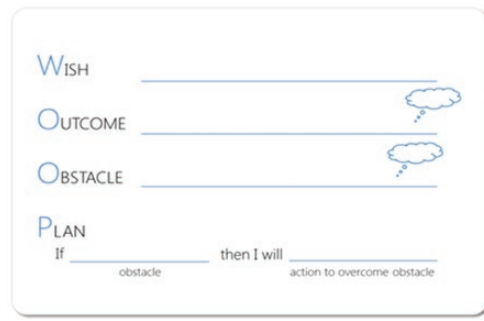 WISH
OUTCOME
OBSTACLE
PLAN
If then I will
obstacle action to overcome obstacle